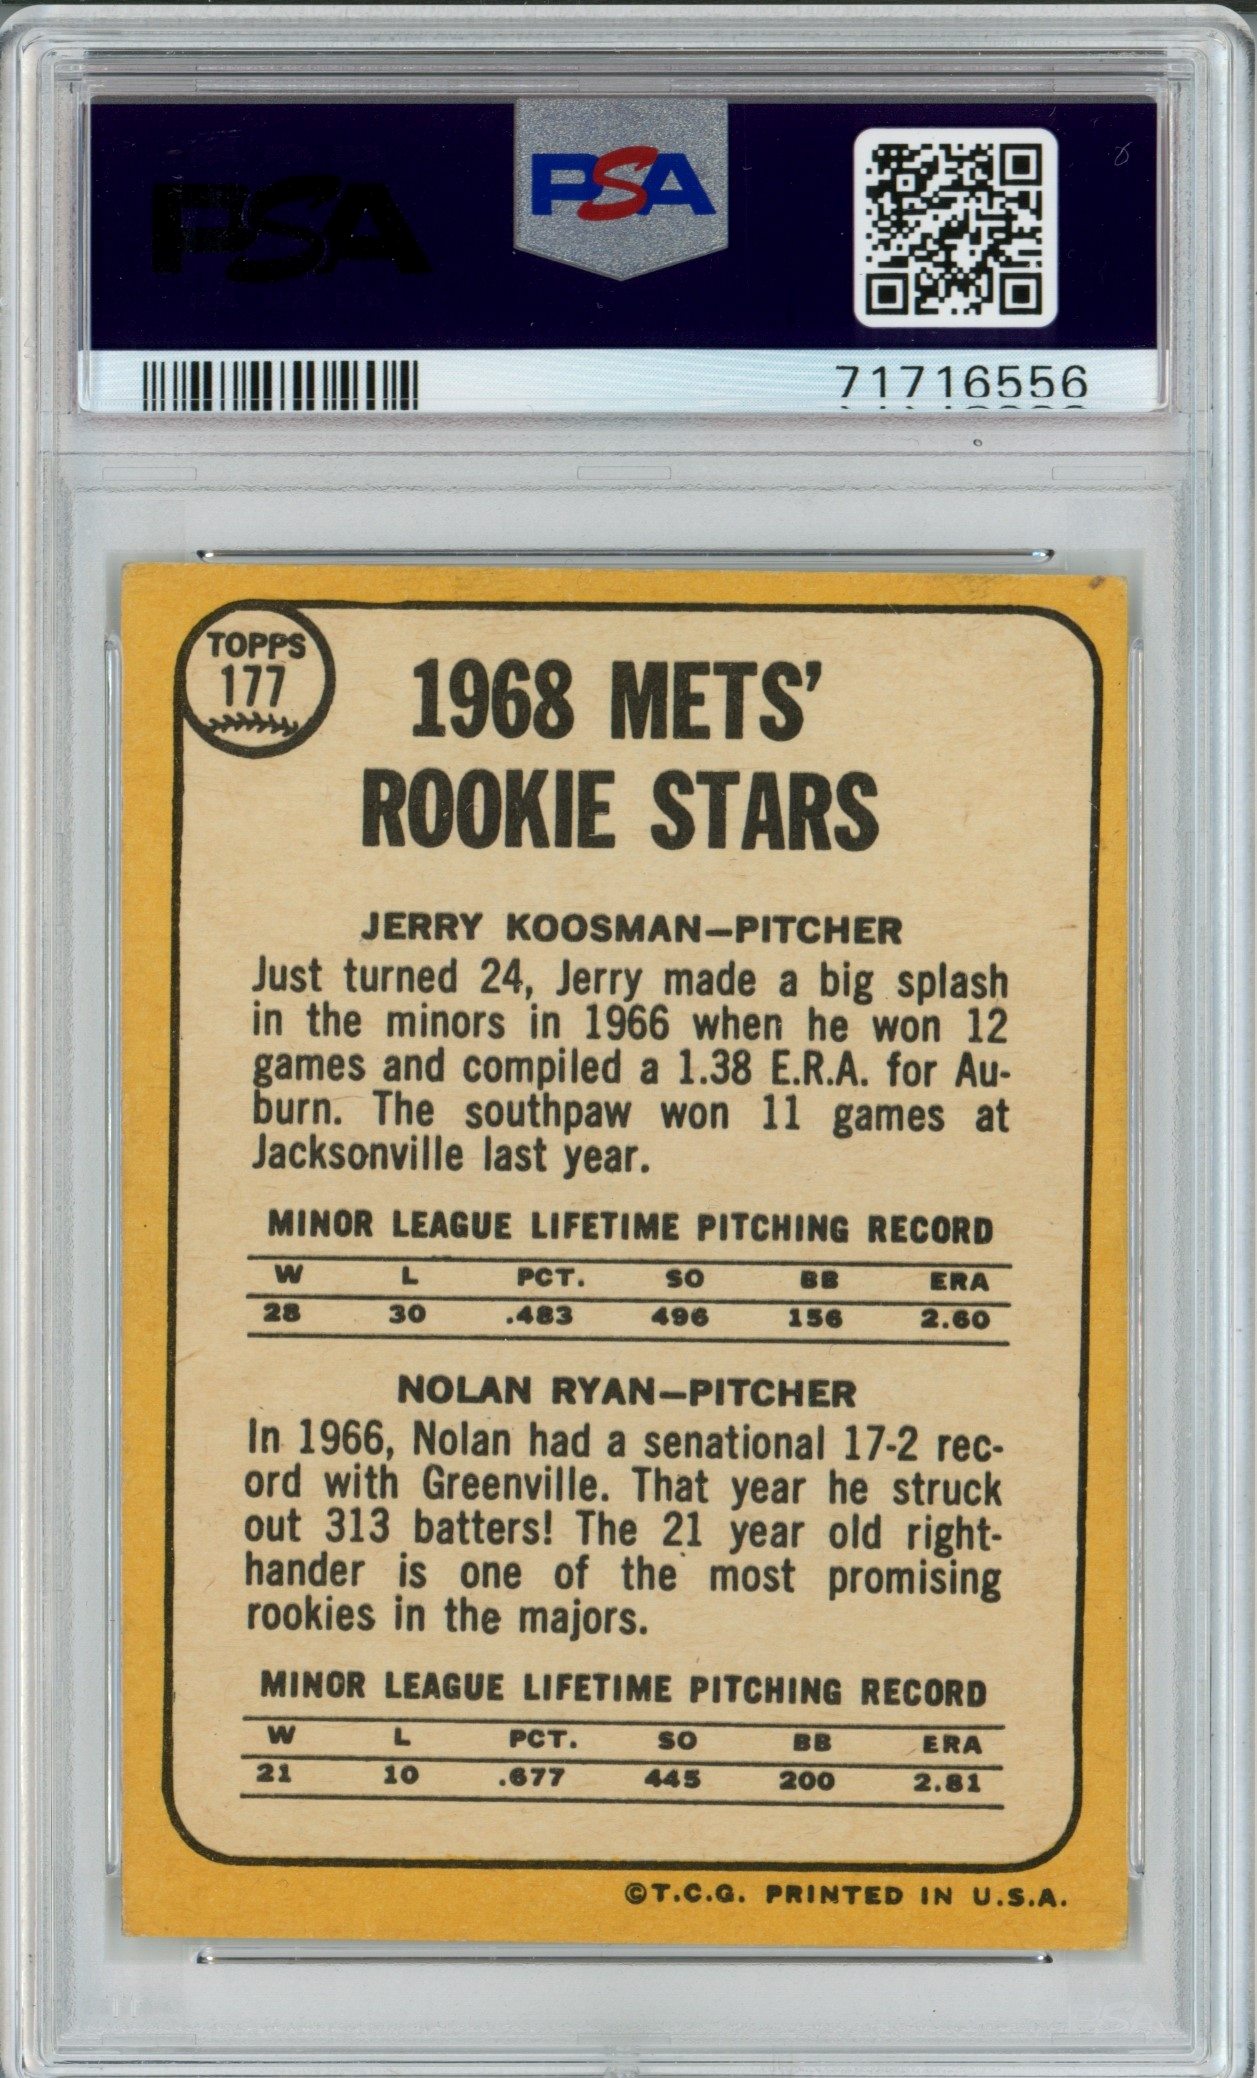 PSA
PSA
71716556
TOPPS
177
1968 METS'
ROOKIE STARS
JERRY KOOSMAN—PITCHER
Just turned 24, Jerry made a big splash
in the minors in 1966 when he won 12
games and compiled a 1.38 E.R.A. for Au-
burn. The southpaw won 11 games at
Jacksonville last year.
MINOR LEAGUE LIFETIME PITCHING RECORD
W L PCT. SO BB ERA
28 30 .483 496 156 2.60
NOLAN RYAN—PITCHER
In 1966, Nolan had a senational 17-2 rec-
ord with Greenville. That year he struck
out 313 batters! The 21 year old right-
hander is one of the most promising
rookies in the majors.
MINOR LEAGUE LIFETIME PITCHING RECORD
W L PCT. SO BB ERA
21 10 .677 445 200 2.81
©T.C.G. PRINTED IN U.S.A.